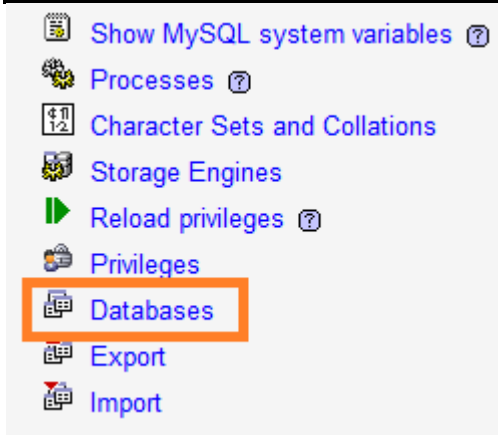 Show MySQL system variables ?
Processes ?
Character Sets and Collations
Storage Engines
Reload privileges ?
Privileges
Databases
Export
Import